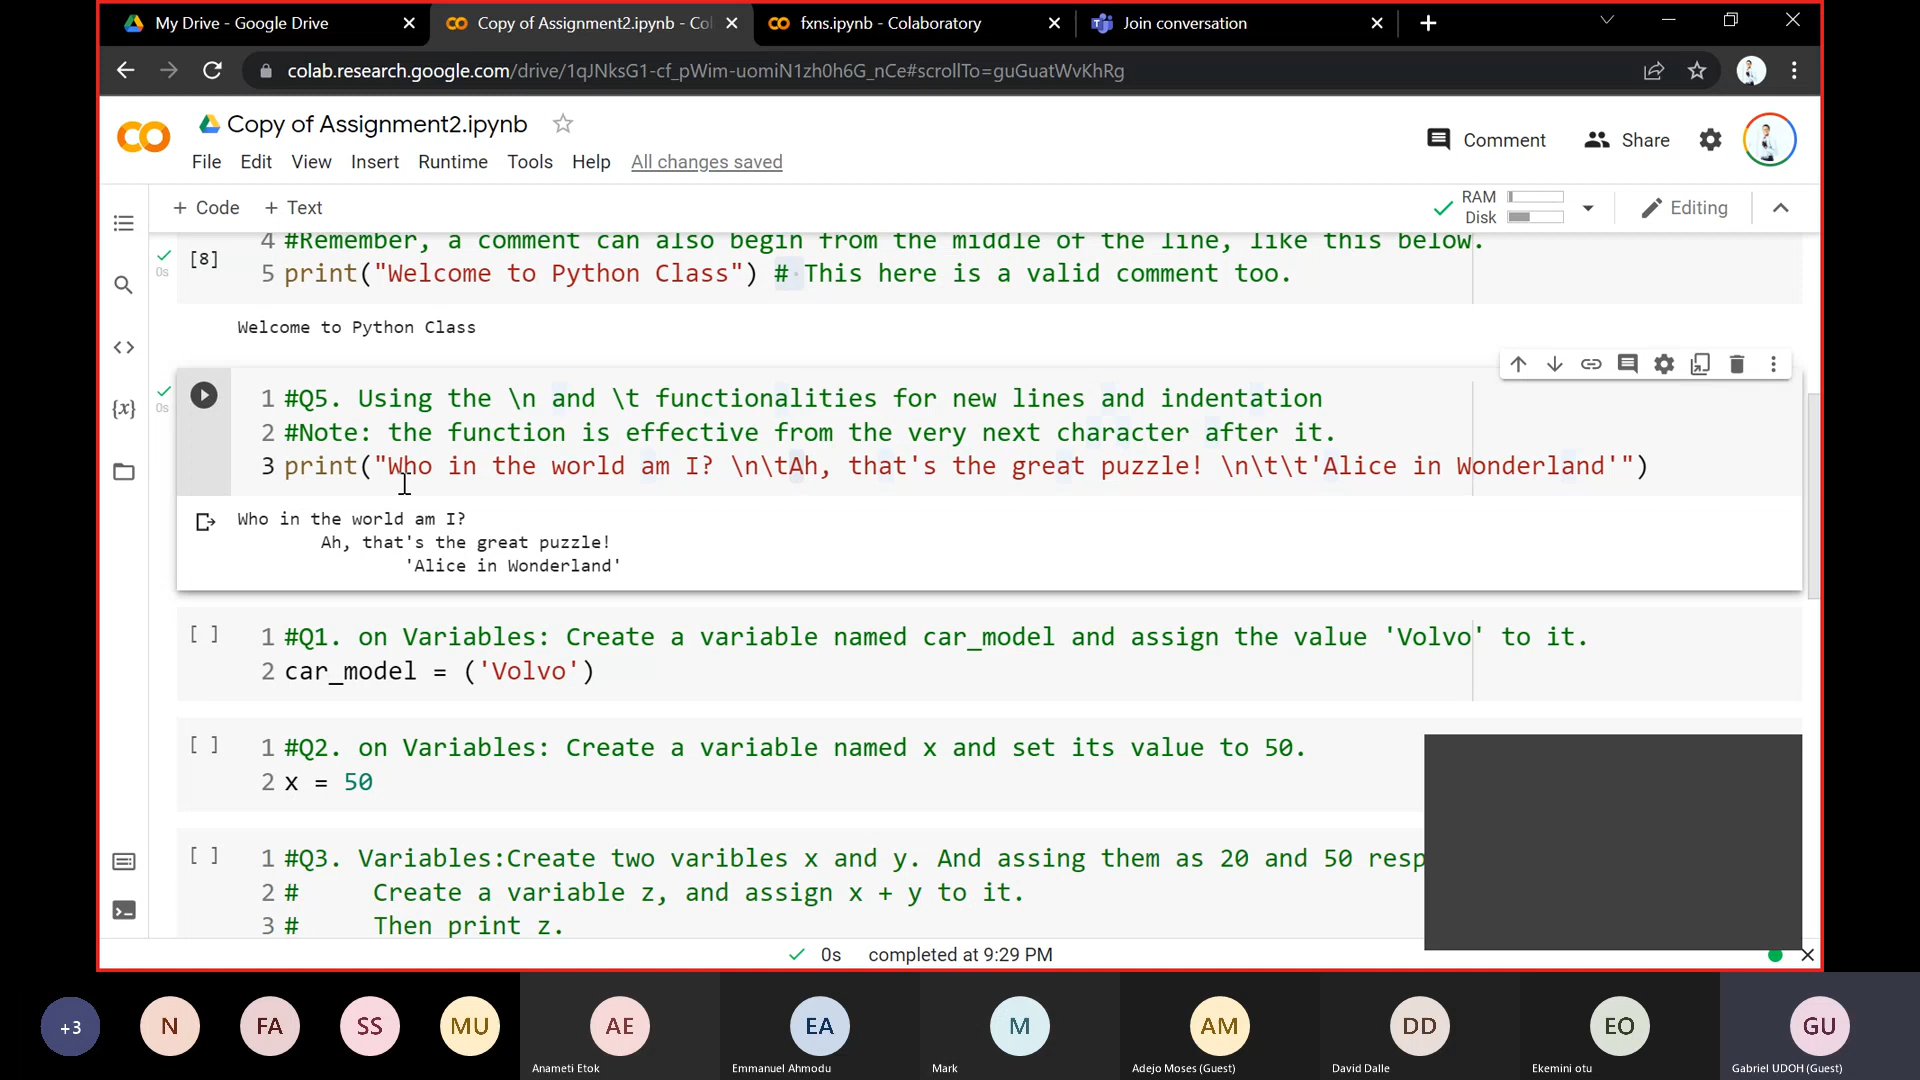 My Drive - Google Drive
Copy of Assignment2.ipynb - Co
fxns.ipynb - Colaboratory
Join conversation
colab.research.google.com/drive/1qJNksG1-cf_pWim-uomiN1zh0h6G_nCe#scrollTo=guGuatWvKhRg
Copy of Assignment2.ipynb
Comment
Share
File Edit View Insert Runtime Tools Help All changes saved
+ Code + Text
RAM
Disk
Editing
4 #Remember, a comment can also begin from the middle of the line, like this below.
0s
[8]
5 print("Welcome to Python Class") # This here is a valid comment too.
Welcome to Python Class
0s
1 #Q5. Using the \n and \t functionalities for new lines and indentation
2 #Note: the function is effective from the very next character after it.
3 print("Who in the world am I? \n\tAh, that's the great puzzle! \n\t\t'Alice in Wonderland'")
Who in the world am I?
Ah, that's the great puzzle!
'Alice in Wonderland'
[ ]
1 #Q1. on Variables: Create a variable named car_model and assign the value 'Volvo' to it.
2 car_model = ('Volvo')
[ ]
1 #Q2. on Variables: Create a variable named x and set its value to 50.
2 x = 50
[ ]
1 #Q3. Variables:Create two varibles x and y. And assing them as 20 and 50 resp
2 # Create a variable z, and assign x + y to it.
3 # Then print z.
0s completed at 9:29 PM
+3
N
FA
SS
MU
AE
EA
M
AM
DD
EO
GU
Anameti Etok
Emmanuel Ahmodu
Mark
Adejo Moses (Guest)
David Dalle
Ekemini otu
Gabriel UDOH (Guest)